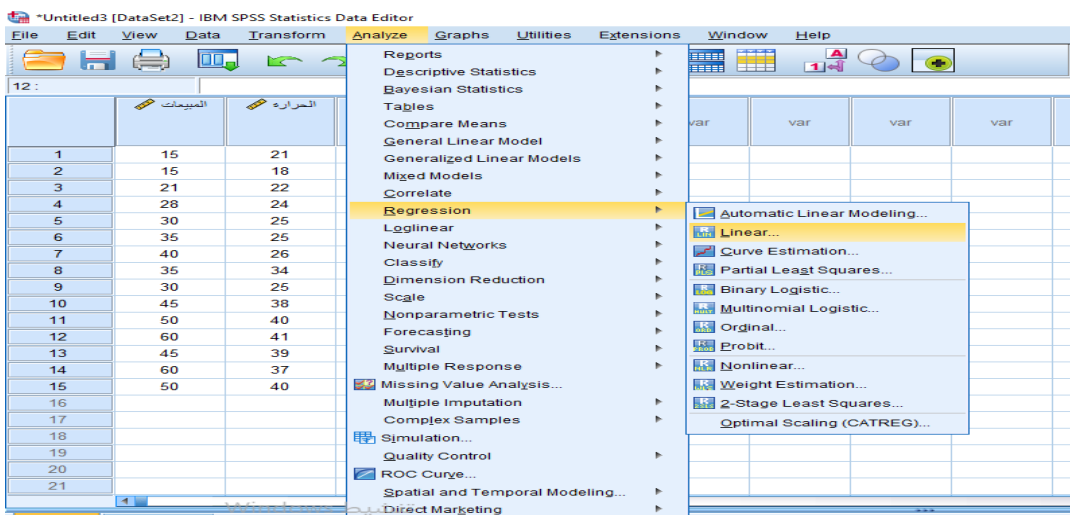 *Untitled3 [DataSet2] - IBM SPSS Statistics Data Editor
File Edit View Data Transform Analyze Graphs Utilities Extensions Window Help
12 :
المبيعات الحراره var var var var
1 15 21
2 15 18
3 21 22
4 28 24
5 30 25
6 35 25
7 40 26
8 35 34
9 30 25
10 45 38
11 50 40
12 60 41
13 45 39
14 60 37
15 50 40
16
17
18
19
20
21
Reports
Descriptive Statistics
Bayesian Statistics
Tables
Compare Means
General Linear Model
Generalized Linear Models
Mixed Models
Correlate
Regression
Loglinear
Neural Networks
Classify
Dimension Reduction
Scale
Nonparametric Tests
Forecasting
Survival
Multiple Response
Missing Value Analysis...
Multiple Imputation
Complex Samples
Simulation...
Quality Control
ROC Curve...
Spatial and Temporal Modeling...
Direct Marketing
Automatic Linear Modeling...
Linear...
Curve Estimation...
Partial Least Squares...
Binary Logistic...
Multinomial Logistic...
Ordinal...
Probit...
Nonlinear...
Weight Estimation...
2-Stage Least Squares...
Optimal Scaling (CATREG)...